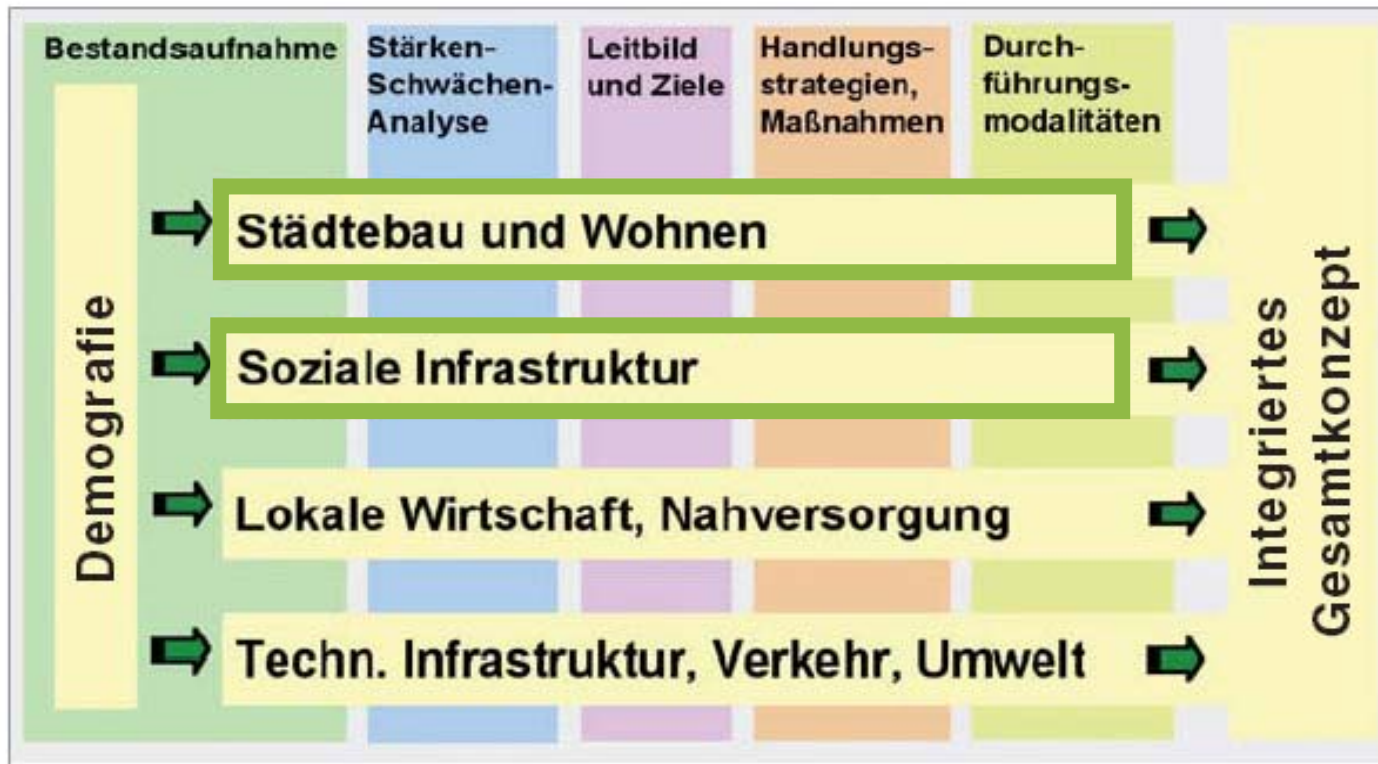 Bestandsaufnahme
Stärken-
Schwächen-
Analyse
Leitbild
und Ziele
Handlungs-
strategien,
Maßnahmen
Durch-
führungs-
modalitäten
Demografie
Städtebau und Wohnen
Soziale Infrastruktur
Lokale Wirtschaft, Nahversorgung
Techn. Infrastruktur, Verkehr, Umwelt
Integriertes
Gesamtkonzept